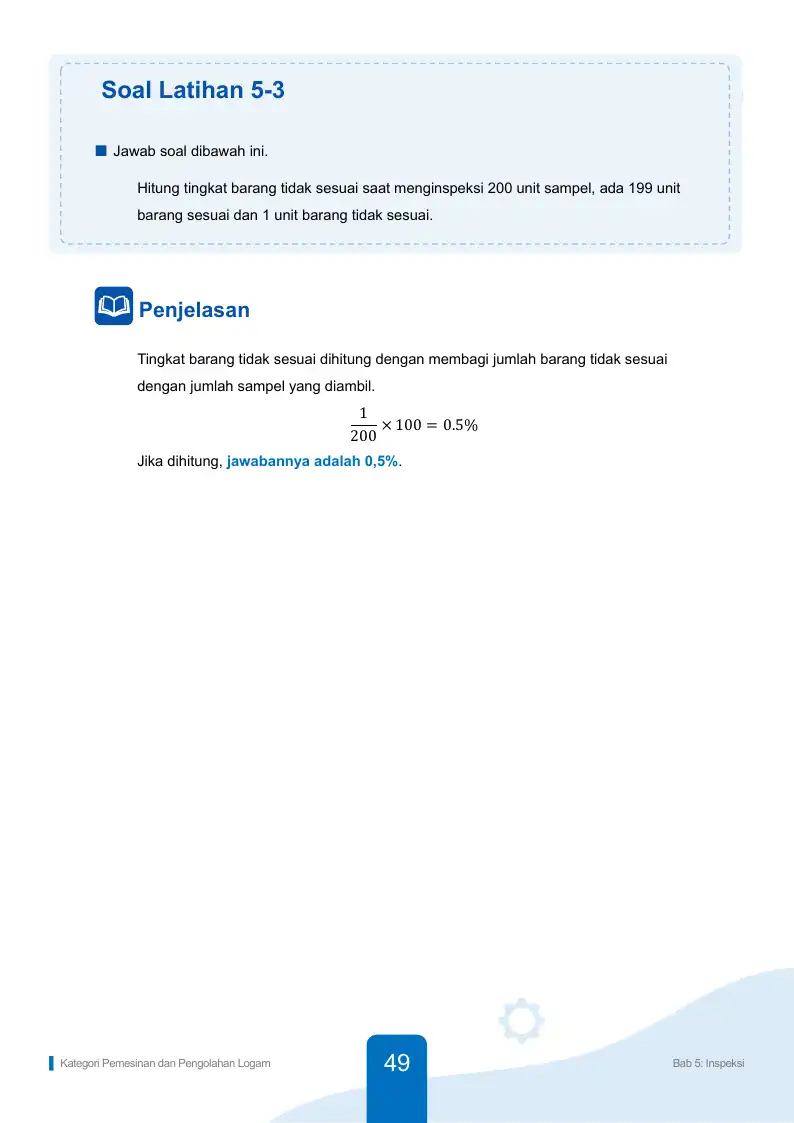 Soal Latihan 5-3
Jawab soal dibawah ini.
Hitung tingkat barang tidak sesuai saat menginspeksi 200 unit sampel, ada 199 unit
barang sesuai dan 1 unit barang tidak sesuai.
Penjelasan
Tingkat barang tidak sesuai dihitung dengan membagi jumlah barang tidak sesuai
dengan jumlah sampel yang diambil.
1/200 × 100 = 0.5%
Jika dihitung, jawabannya adalah 0,5%.
Kategori Pemesinan dan Pengolahan Logam
49
Bab 5: Inspeksi